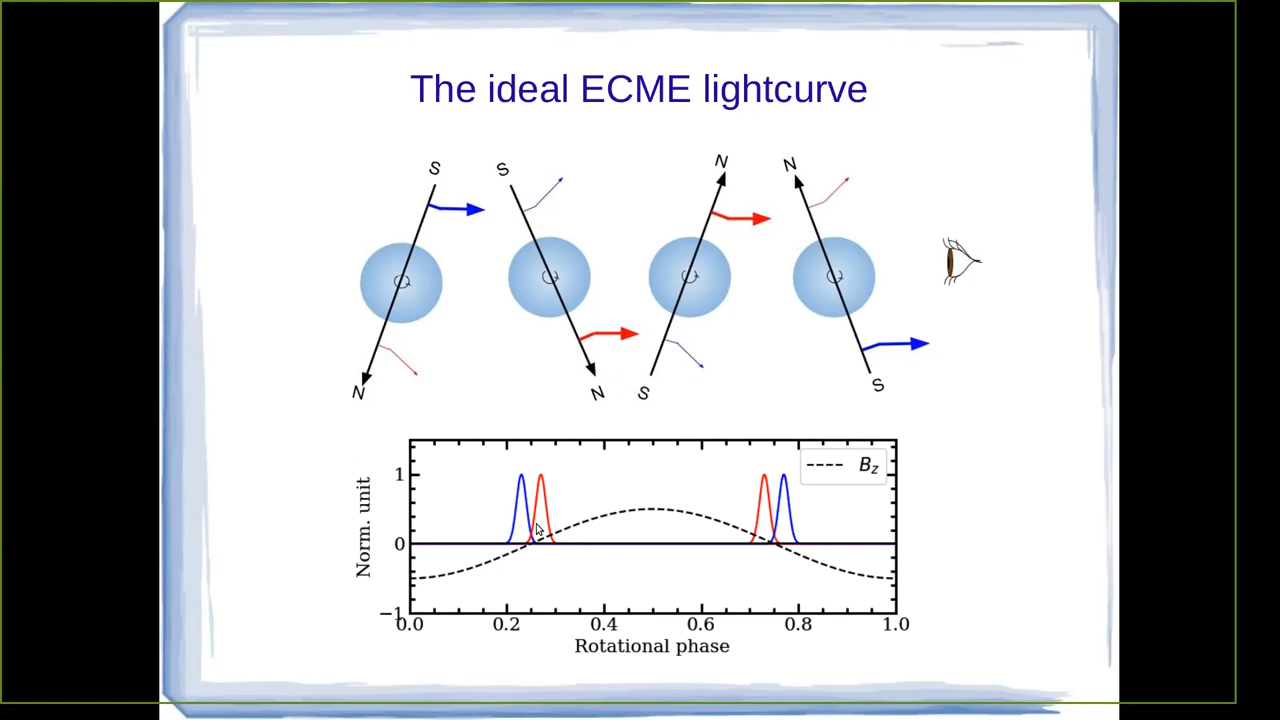 The ideal ECME lightcurve
S S N N
N N S S
B_z
1
0
−1
Norm. unit
0.0 0.2 0.4 0.6 0.8 1.0
Rotational phase